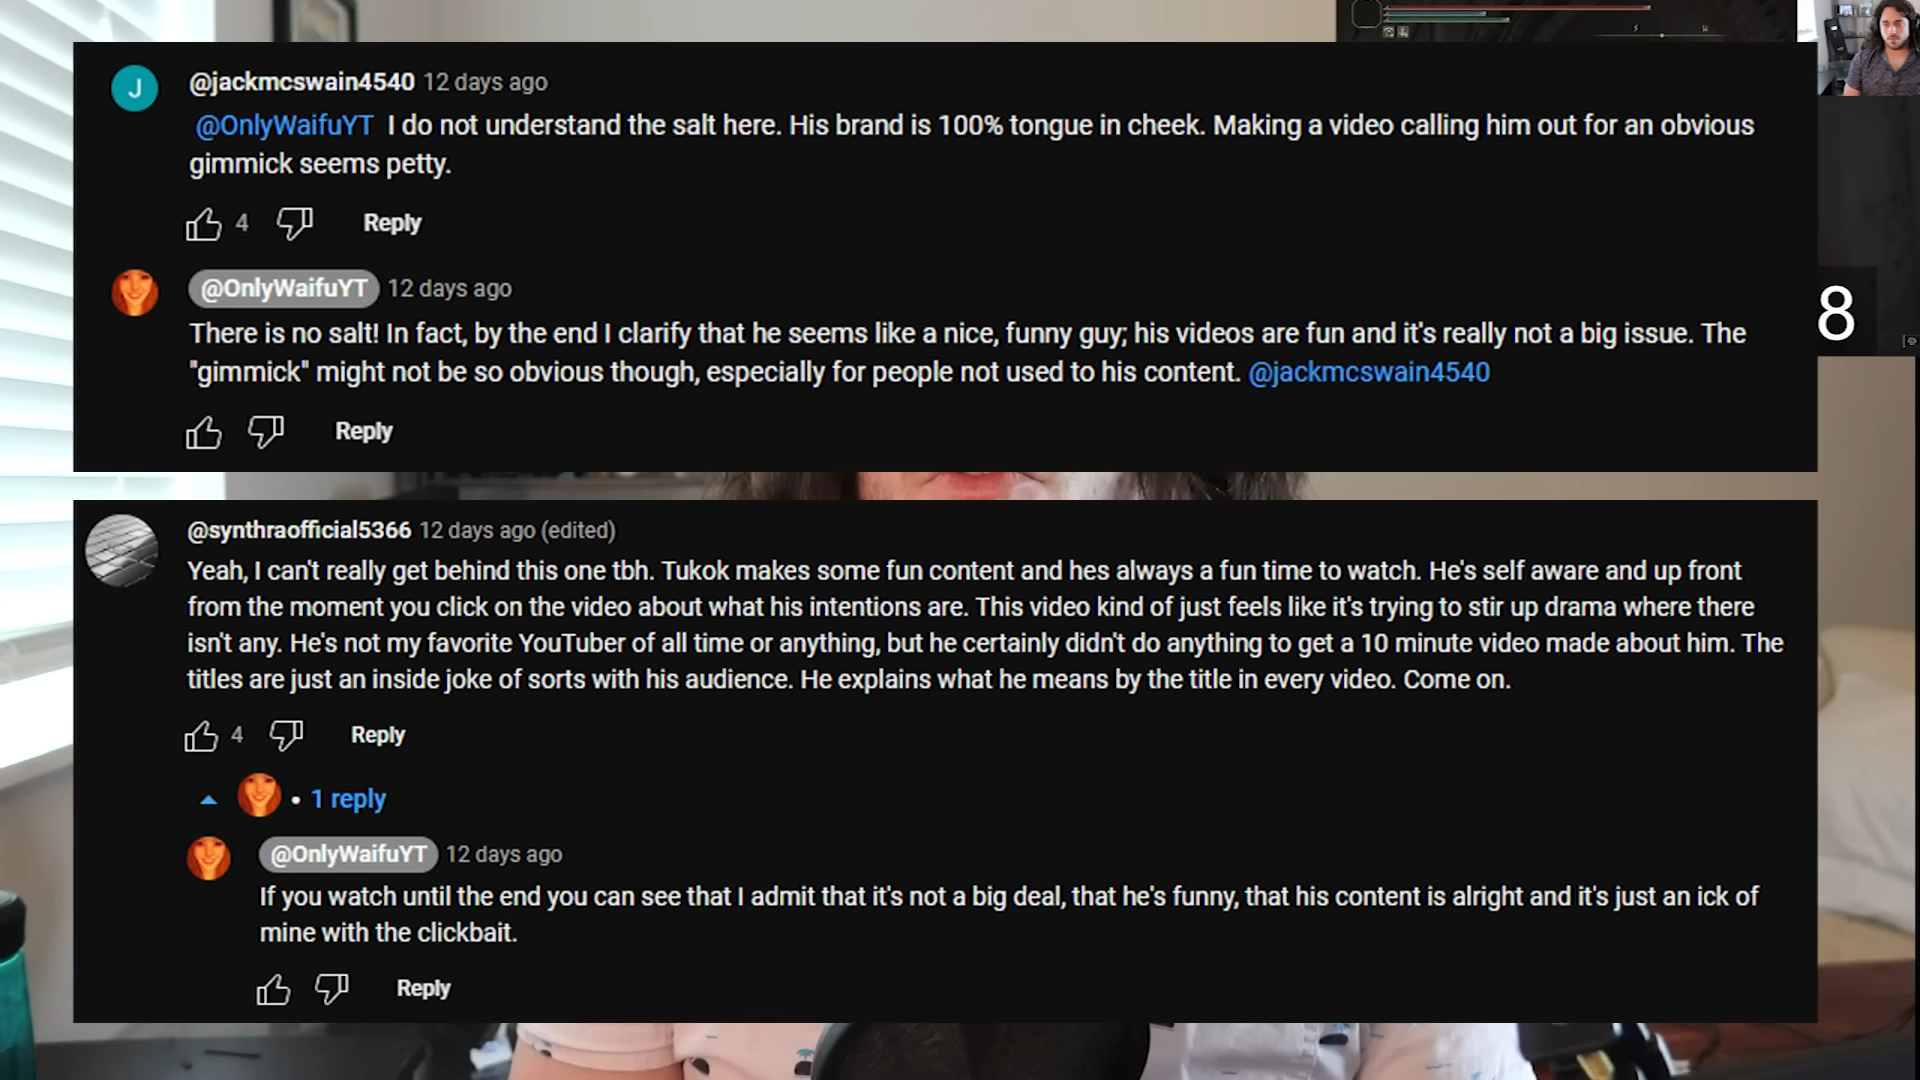 J
@jackmcswain4540 12 days ago
@OnlyWaifuYT I do not understand the salt here. His brand is 100% tongue in cheek. Making a video calling him out for an obvious
gimmick seems petty.
4 Reply
@OnlyWaifuYT 12 days ago
There is no salt! In fact, by the end I clarify that he seems like a nice, funny guy; his videos are fun and it's really not a big issue. The
"gimmick" might not be so obvious though, especially for people not used to his content. @jackmcswain4540
Reply
8
@synthraofficial5366 12 days ago (edited)
Yeah, I can't really get behind this one tbh. Tukok makes some fun content and hes always a fun time to watch. He's self aware and up front
from the moment you click on the video about what his intentions are. This video kind of just feels like it's trying to stir up drama where there
isn't any. He's not my favorite YouTuber of all time or anything, but he certainly didn't do anything to get a 10 minute video made about him. The
titles are just an inside joke of sorts with his audience. He explains what he means by the title in every video. Come on.
4 Reply
• 1 reply
@OnlyWaifuYT 12 days ago
If you watch until the end you can see that I admit that it's not a big deal, that he's funny, that his content is alright and it's just an ick of
mine with the clickbait.
Reply